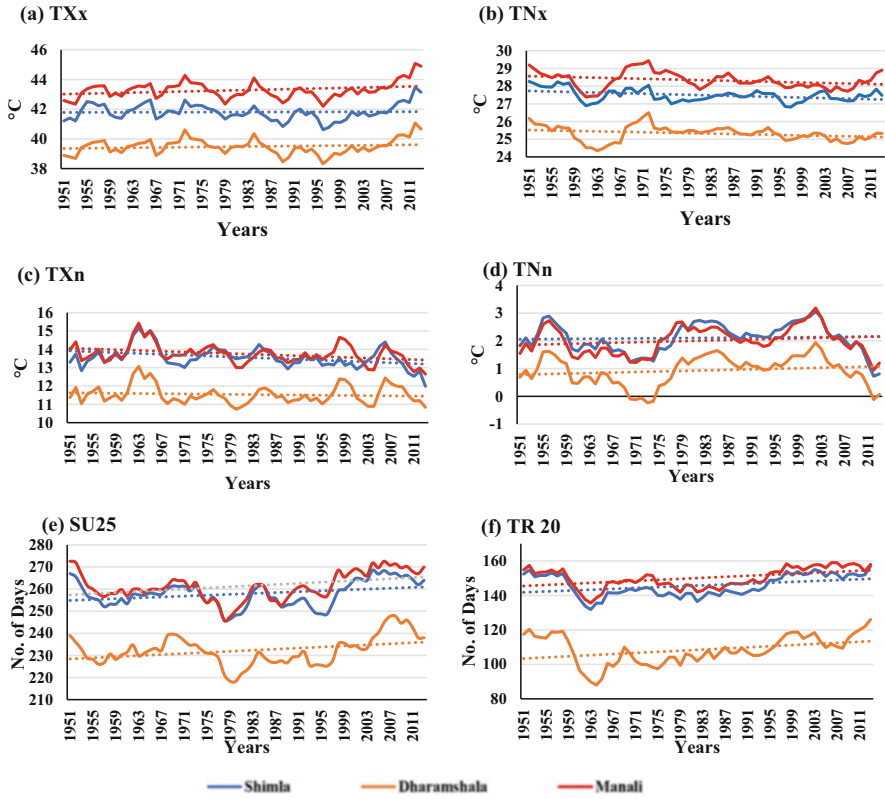 (a) TXx
46
44
42
40
38
°C
1951 1955 1959 1963 1967 1971 1975 1979 1983 1987 1991 1995 1999 2003 2007 2011
Years
(b) TNx
30
29
28
27
26
25
24
°C
1951 1955 1959 1963 1967 1971 1975 1979 1983 1987 1991 1995 1999 2003 2007 2011
Years
(c) TXn
16
15
14
13
12
11
10
°C
1951 1955 1959 1963 1967 1971 1975 1979 1983 1987 1991 1995 1999 2003 2007 2011
Years
(d) TNn
4
3
2
1
0
-1
°C
1951 1955 1959 1963 1967 1971 1975 1979 1983 1987 1991 1995 1999 2003 2007 2011
Years
(e) SU25
280
270
260
250
240
230
220
210
No. of Days
1951 1955 1959 1963 1967 1971 1975 1979 1983 1987 1991 1995 1999 2003 2007 2011
Years
(f) TR 20
160
140
120
100
80
No. of Days
1951 1955 1959 1963 1967 1971 1975 1979 1983 1987 1991 1995 1999 2003 2007 2011
Years
Shimla Dharamshala Manali